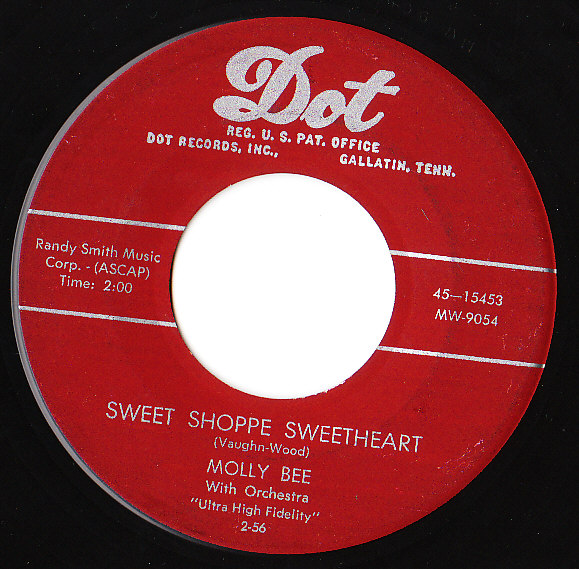 Dot
REG. U. S. PAT. OFFICE
DOT RECORDS, INC., GALLATIN, TENN.
Randy Smith Music
Corp. - (ASCAP)
Time: 2:00
45—15453
MW-9054
SWEET SHOPPE SWEETHEART
(Vaughn-Wood)
MOLLY BEE
With Orchestra
"Ultra High Fidelity"
2-56